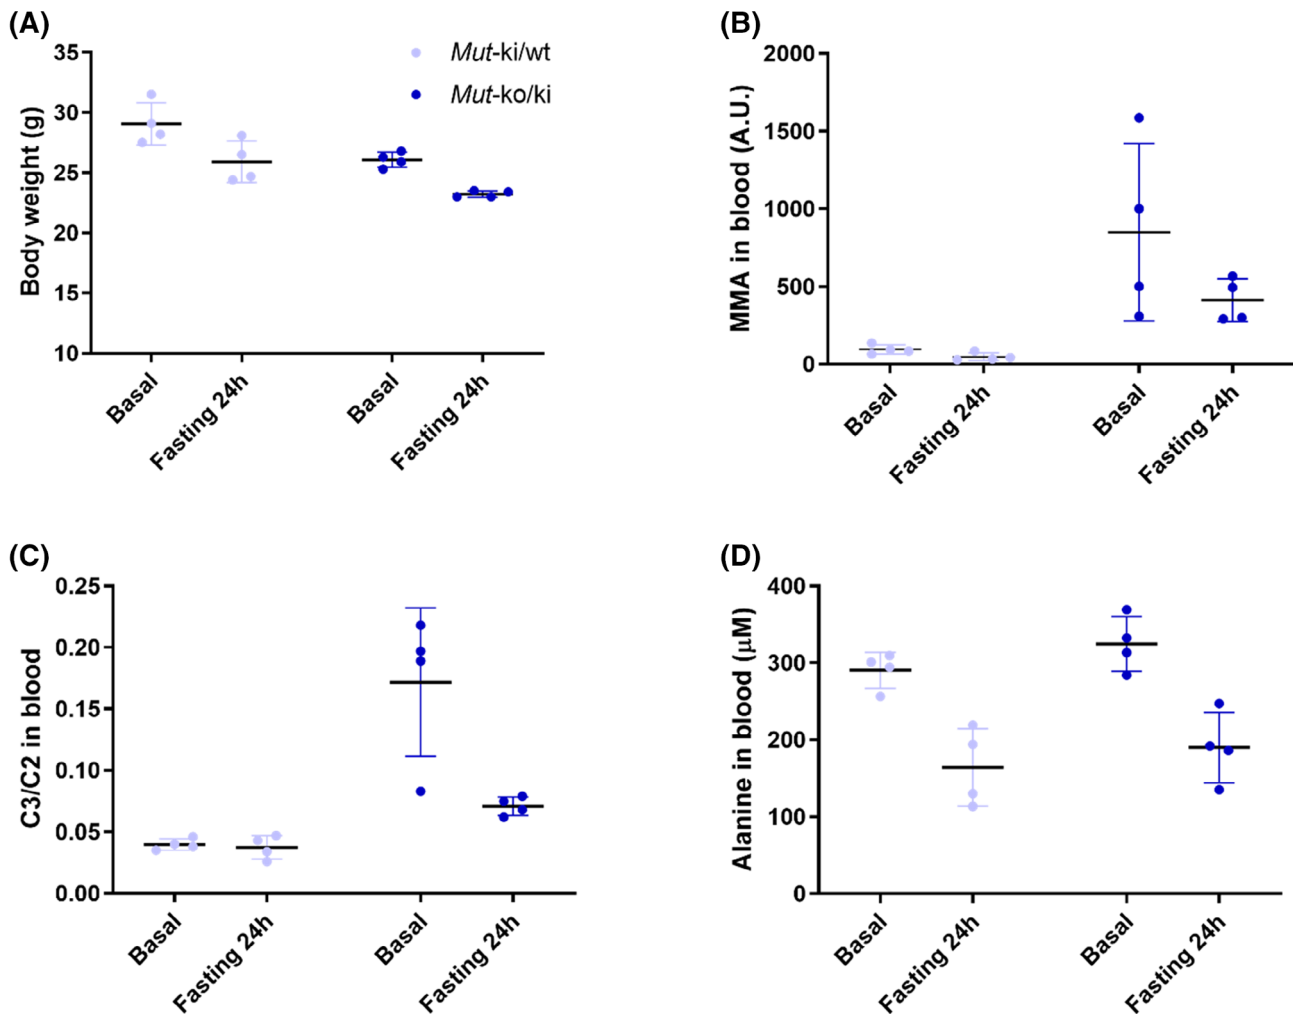 (A)
Body weight (g)
35
30
25
20
15
10
Mut-ki/wt
Mut-ko/ki
Basal
Fasting 24h
Basal
Fasting 24h
(B)
MMA in blood (A.U.)
2000
1500
1000
500
0
Basal
Fasting 24h
Basal
Fasting 24h
(C)
C3/C2 in blood
0.25
0.20
0.15
0.10
0.05
0.00
Basal
Fasting 24h
Basal
Fasting 24h
(D)
Alanine in blood (μM)
400
300
200
100
0
Basal
Fasting 24h
Basal
Fasting 24h